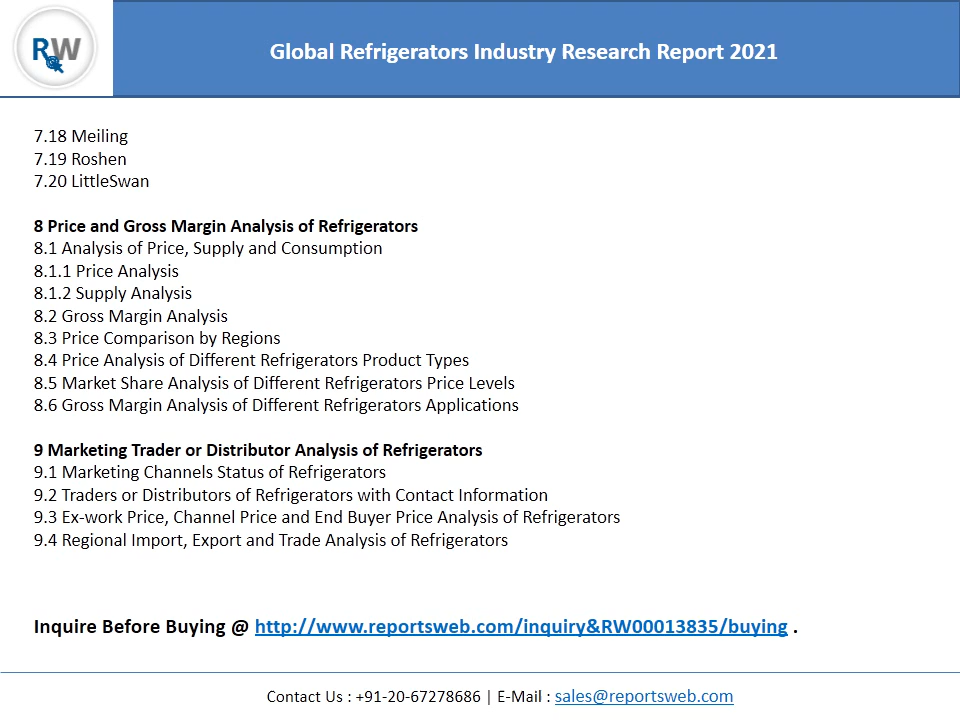 RW
Global Refrigerators Industry Research Report 2021
7.18 Meiling
7.19 Roshen
7.20 LittleSwan
8 Price and Gross Margin Analysis of Refrigerators
8.1 Analysis of Price, Supply and Consumption
8.1.1 Price Analysis
8.1.2 Supply Analysis
8.2 Gross Margin Analysis
8.3 Price Comparison by Regions
8.4 Price Analysis of Different Refrigerators Product Types
8.5 Market Share Analysis of Different Refrigerators Price Levels
8.6 Gross Margin Analysis of Different Refrigerators Applications
9 Marketing Trader or Distributor Analysis of Refrigerators
9.1 Marketing Channels Status of Refrigerators
9.2 Traders or Distributors of Refrigerators with Contact Information
9.3 Ex-work Price, Channel Price and End Buyer Price Analysis of Refrigerators
9.4 Regional Import, Export and Trade Analysis of Refrigerators
Inquire Before Buying @ http://www.reportsweb.com/inquiry&RW00013835/buying .
Contact Us : +91-20-67278686 | E-Mail : sales@reportsweb.com